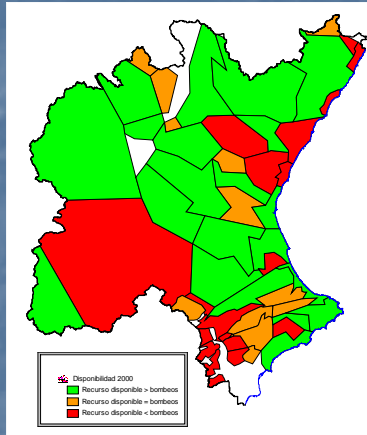 Disponibilidad 2000
Recurso disponible > bombeos
Recurso disponible = bombeos
Recurso disponible < bombeos